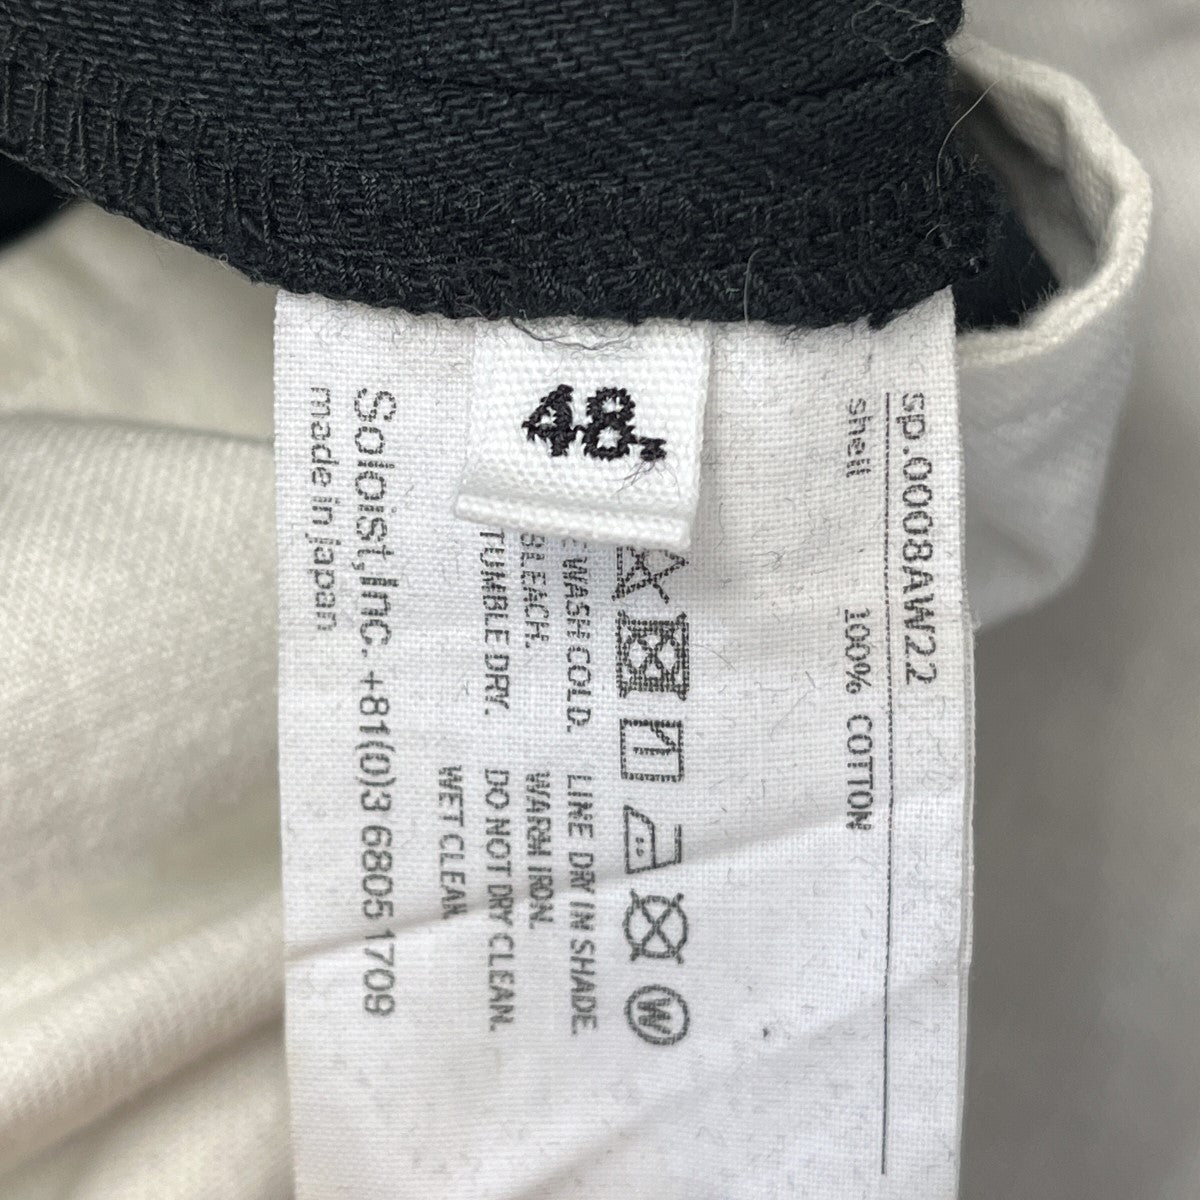 48.
sp.0008AW22
shell 100% COTTON
WASH COLD. LINE DRY IN SHADE.
BLEACH. WARM IRON.
TUMBLE DRY. DO NOT DRY CLEAN.
WET CLEAN
W
Soloist,Inc. +81(0)3 6805 1709
made in japan